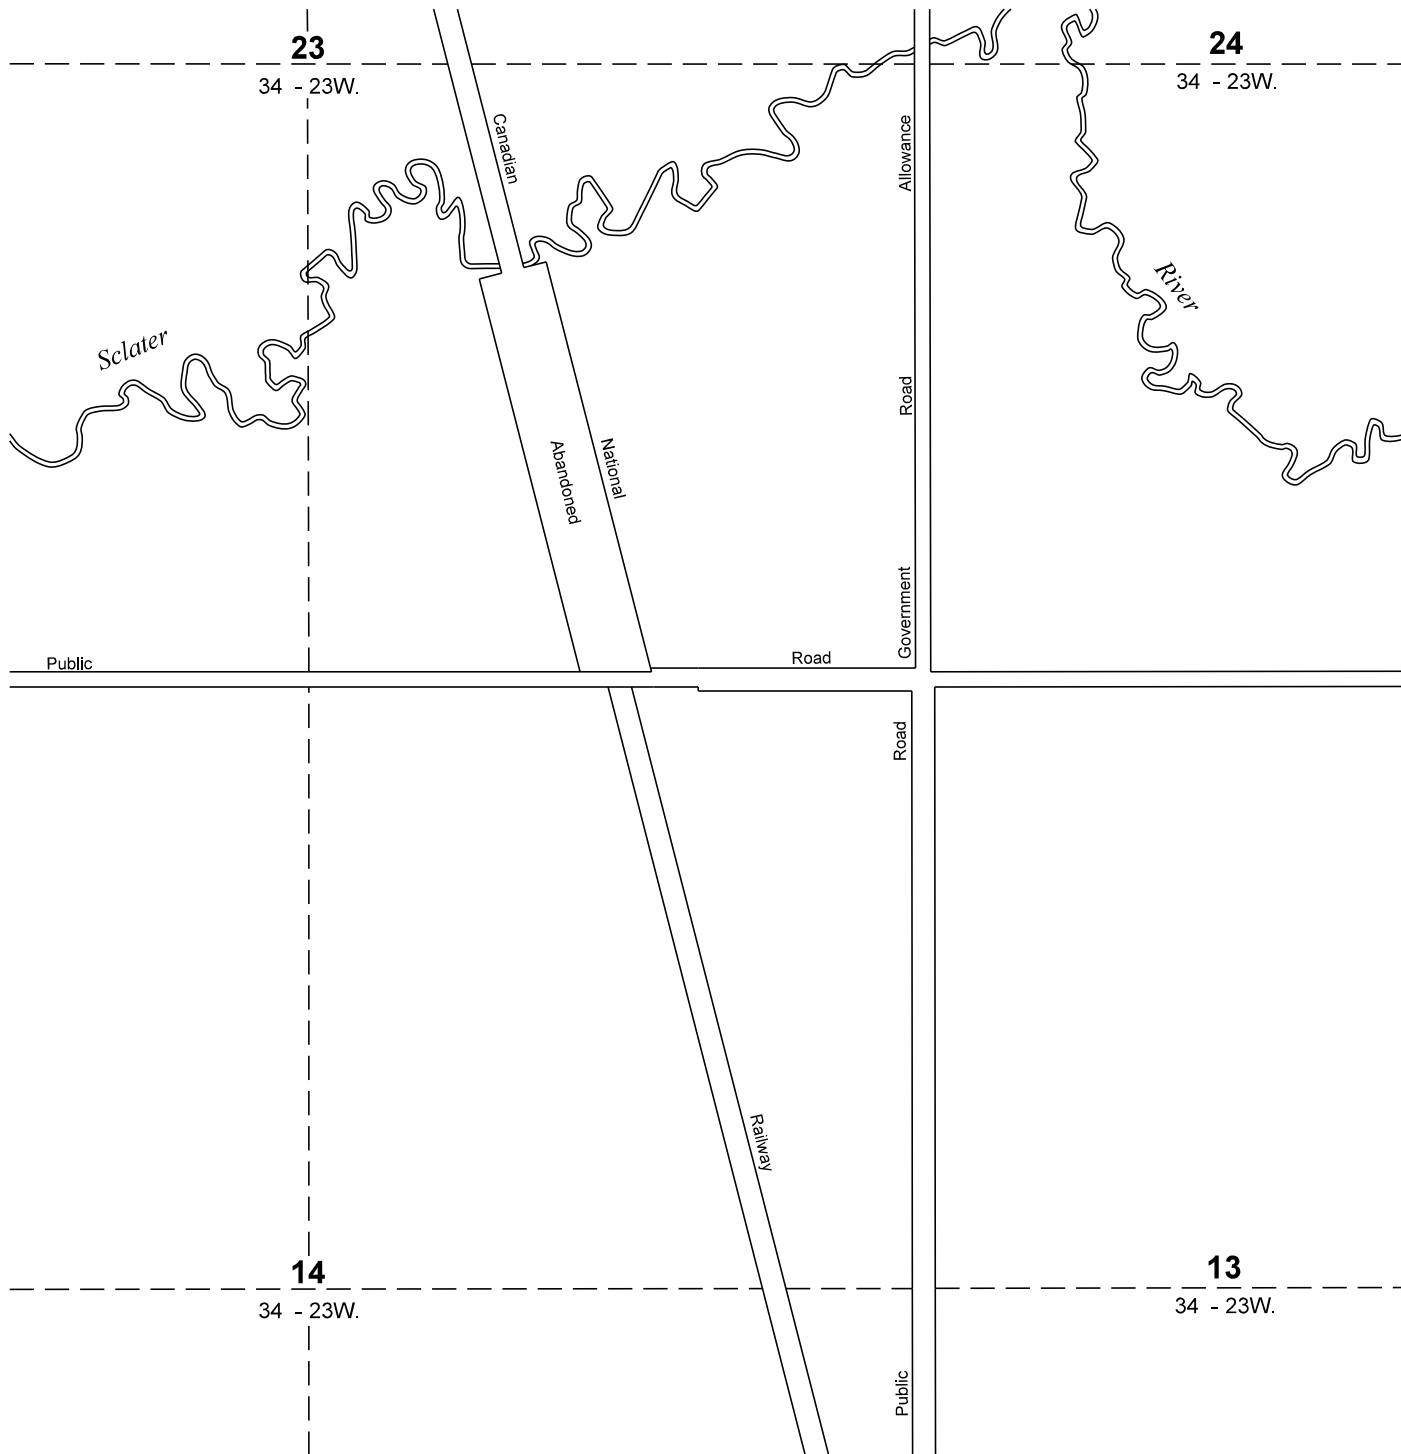 23
34 - 23W.
24
34 - 23W.
Canadian
Allowance
Sclater
River
Road
Abandoned
National
Government
Public
Road
Road
Railway
14
34 - 23W.
13
34 - 23W.
Public